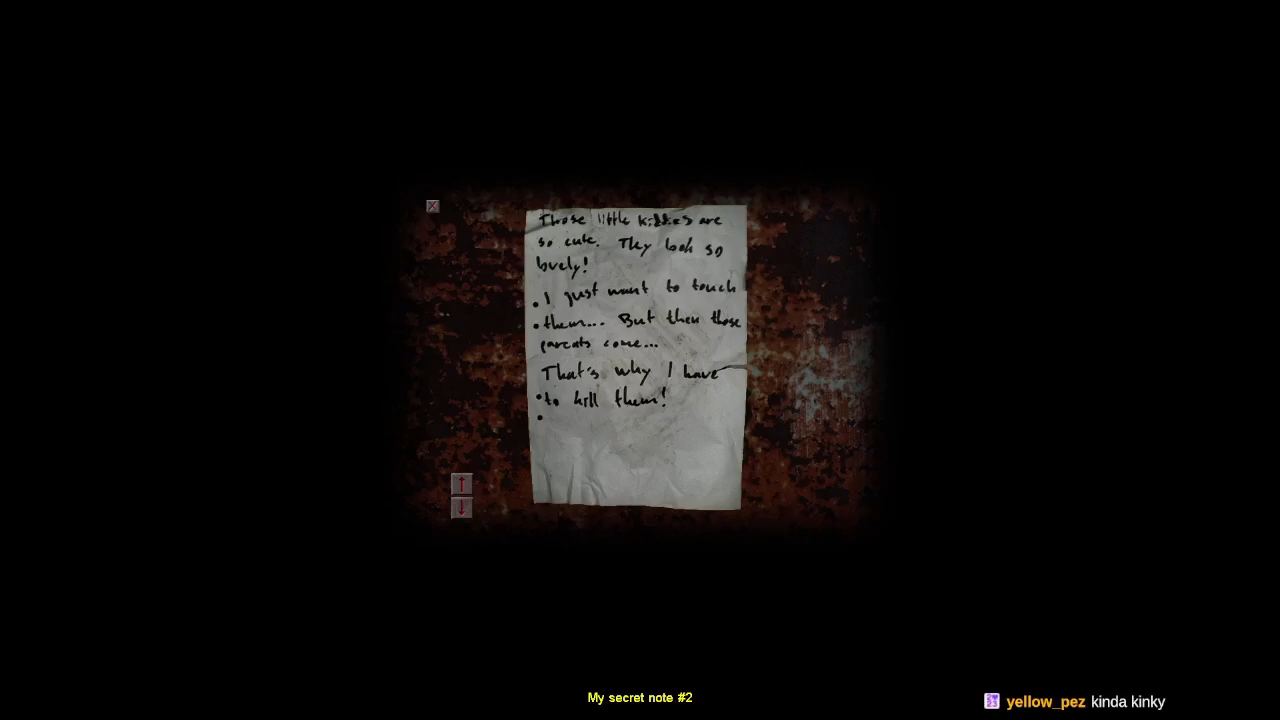 Those little are
so cute. They look so
lovely!
I just want to touch
them... But then those
parents come...
That's why I have
to kill them!
My secret note #2
yellow_pez kinda kinky